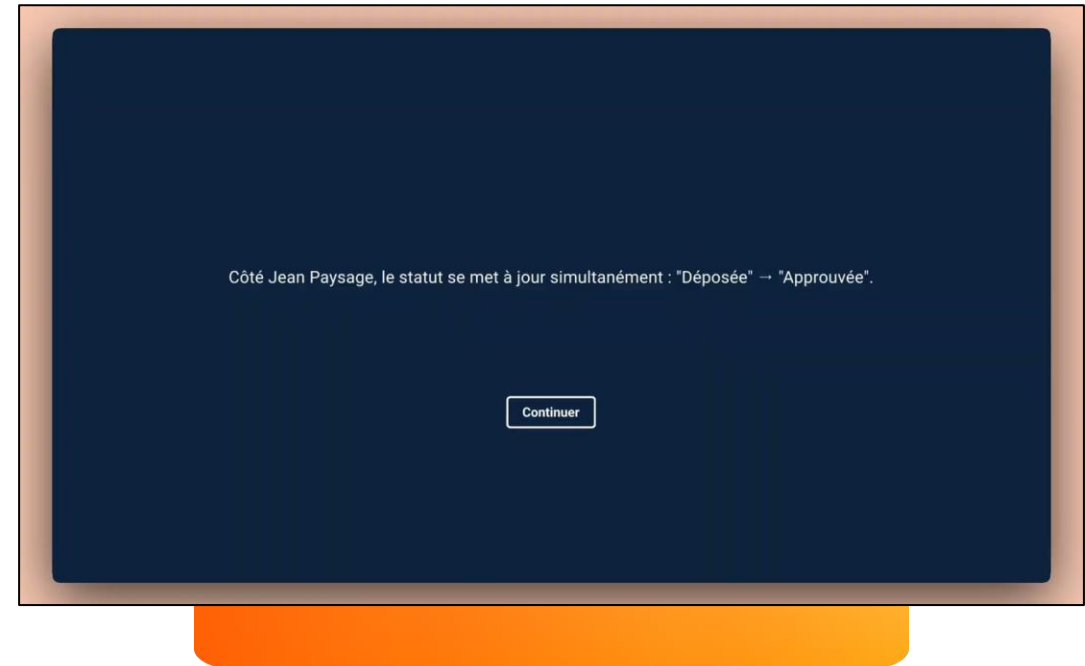 Côté Jean Paysage, le statut se met à jour simultanément : "Déposée" → "Approuvée".
Continuer